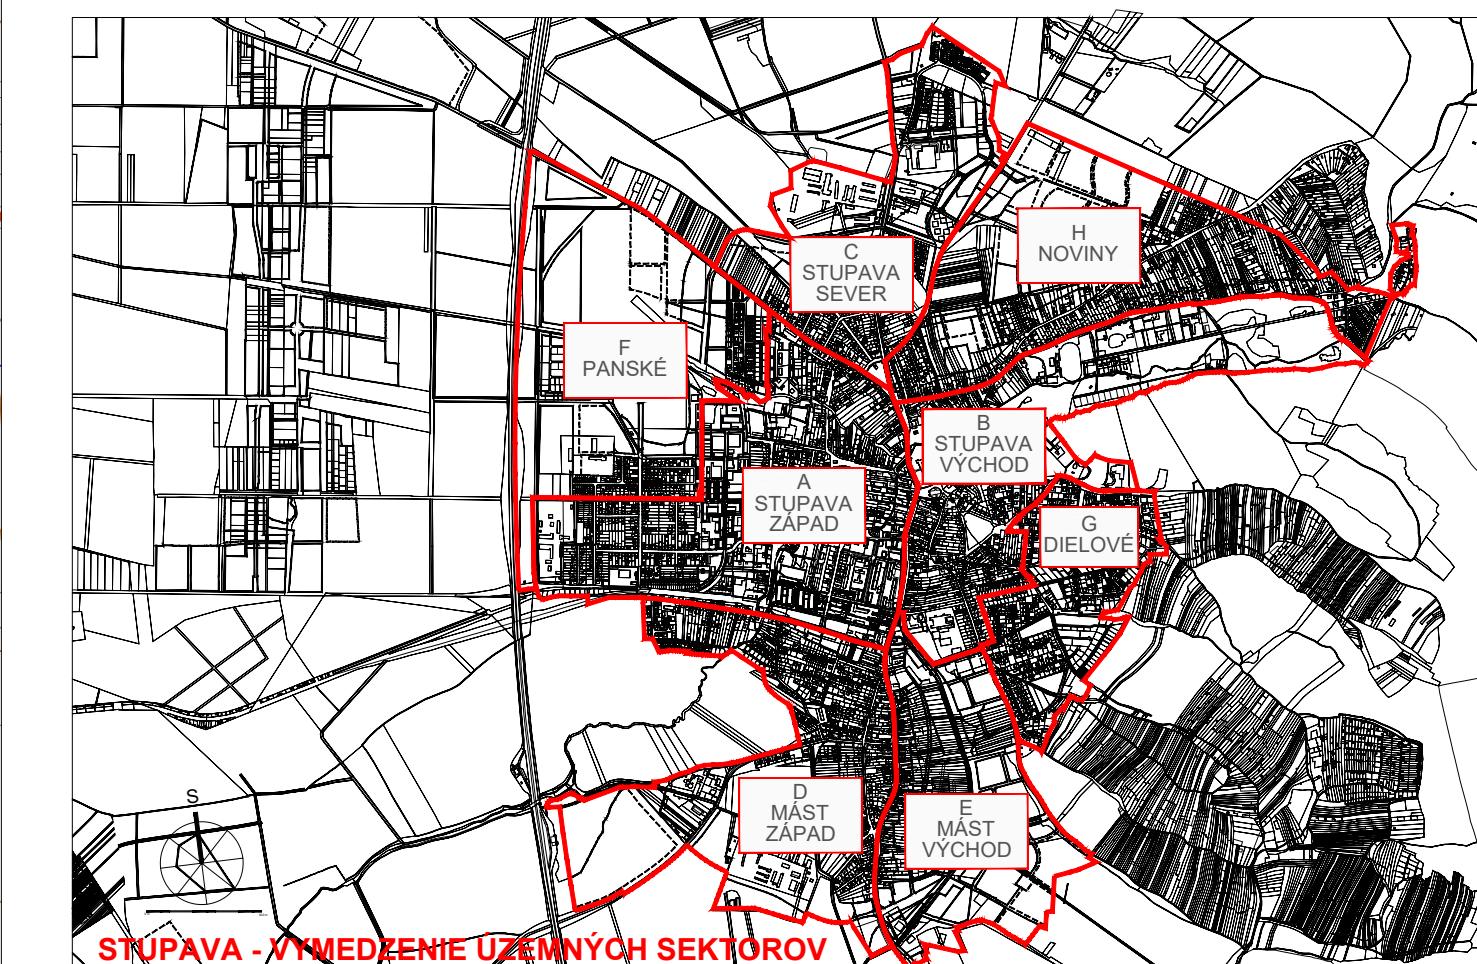 H
NOVINY
C
STUPAVA
SEVER
F
PANSKÉ
B
STUPAVA
VÝCHOD
A
STUPAVA
ZÁPAD
G
DIELOVÉ
S
D
MÁST
ZÁPAD
E
MÁST
VÝCHOD
STUPAVA - VYMEDZENIE ÚZEMNÝCH SEKTOROV